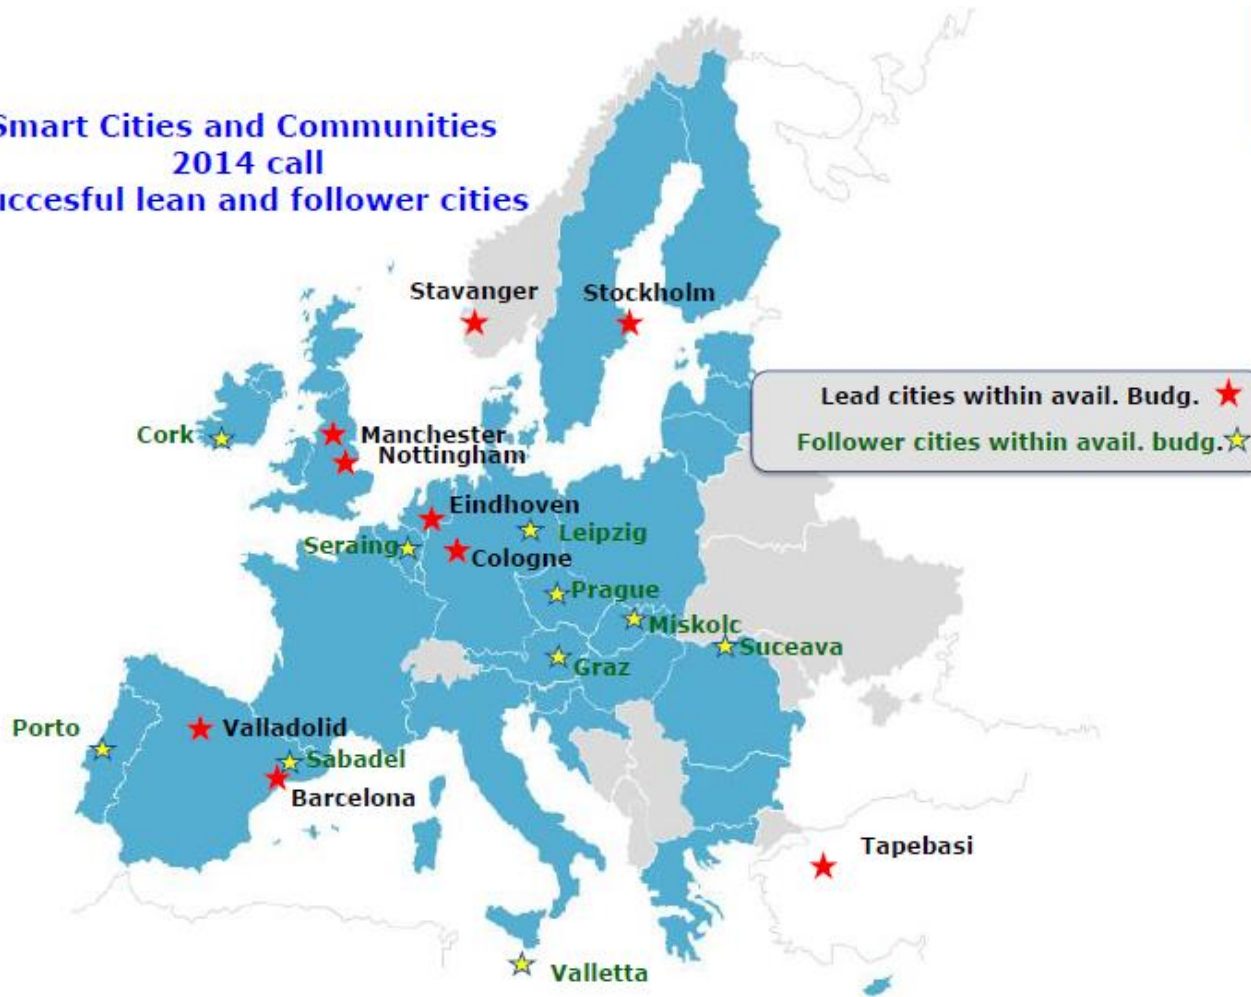 Smart Cities and Communities
2014 call
uccesful lean and follower cities
Stavanger
Stockholm
Lead cities within avail. Budg.
Follower cities within avail. budg.
Cork
Manchester
Nottingham
Eindhoven
Leipzig
Seraing
Cologne
Prague
Miskolc
Suceava
Graz
Porto
Valladolid
Sabadel
Barcelona
Tapebasi
Valletta